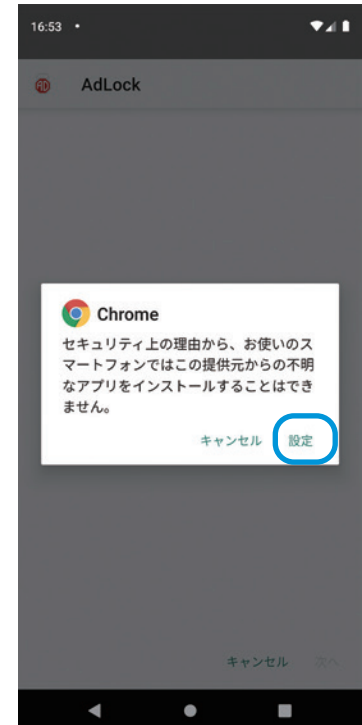 16:53
AdLock
Chrome
セキュリティ上の理由から、お使いのス
マートフォンではこの提供元からの不明
なアプリをインストールすることはでき
ません。
キャンセル 設定
キャンセル 次へ